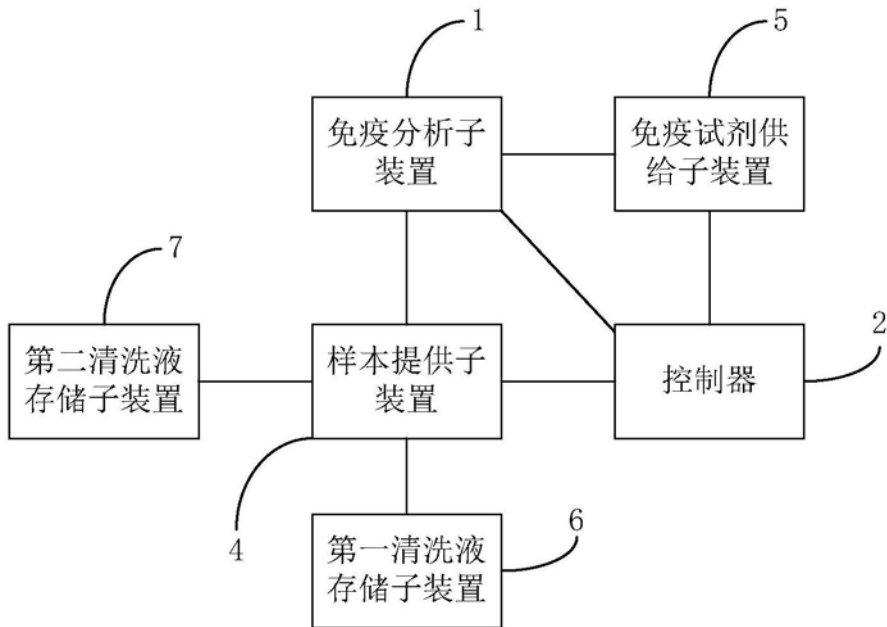 1
5
免疫分析子
装置
免疫试剂供
给子装置
7
2
第二清洗液
存储子装置
样本提供子
装置
控制器
4
6
第一清洗液
存储子装置